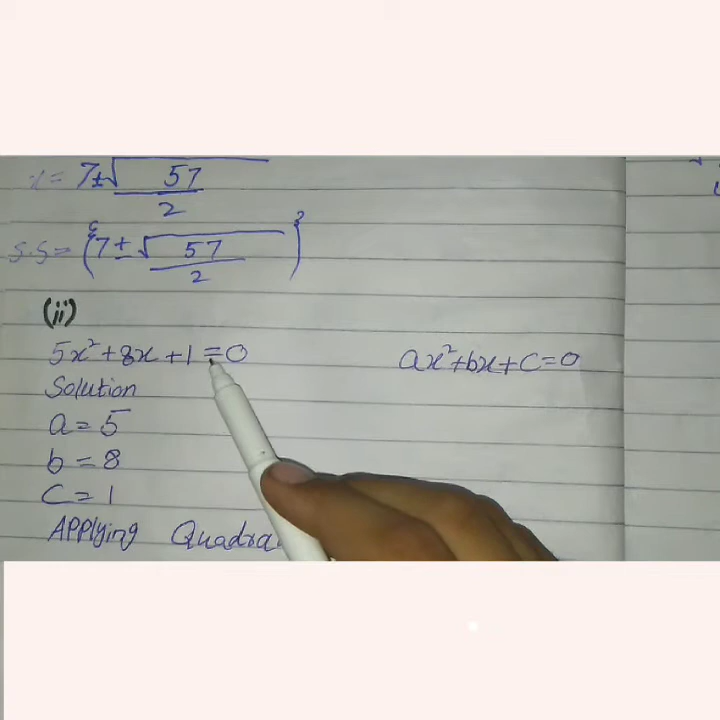 x = 7±√57
2
S.S = {7±√57}
2
(ii)
5x²+8x+1=0 ax²+bx+c=0
Solution
a = 5
b = 8
c = 1
Applying